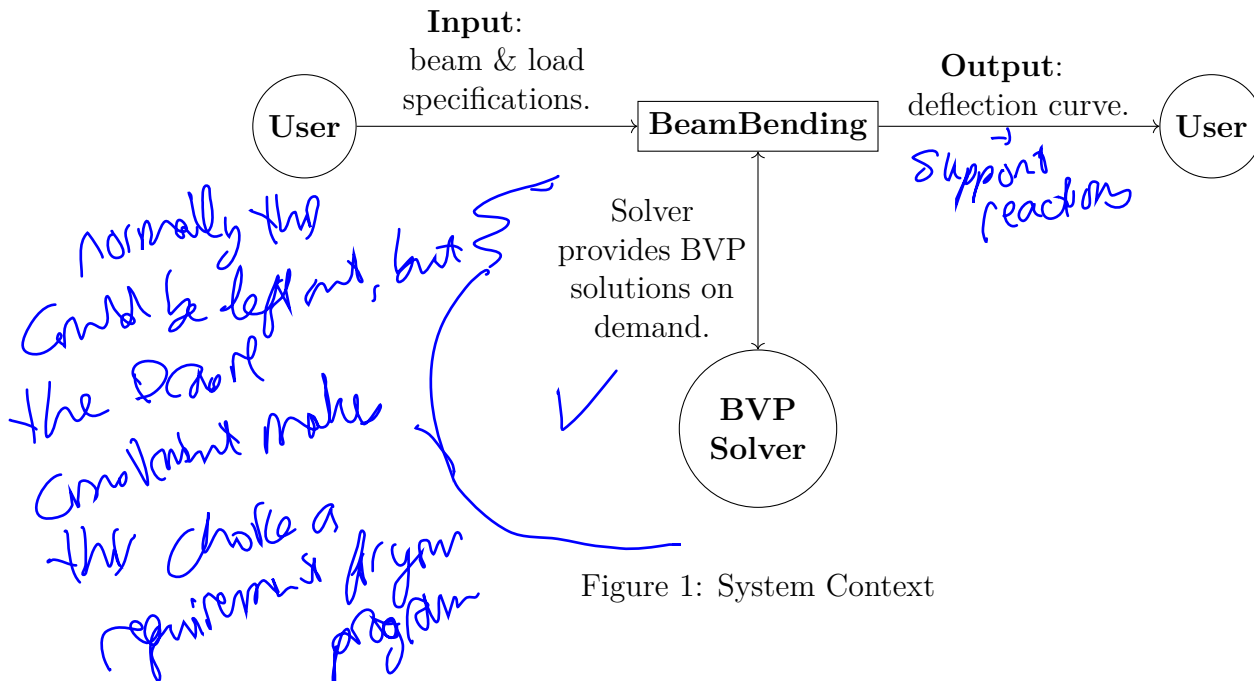 Input:
beam & load
specifications.
Output:
deflection curve.
User
BeamBending
User
support
reactions
Solver
provides BVP
solutions on
demand.
BVP
Solver
normally this
could be left out, but
the
constraint makes
this choice a
requirement for your
program
Figure 1: System Context